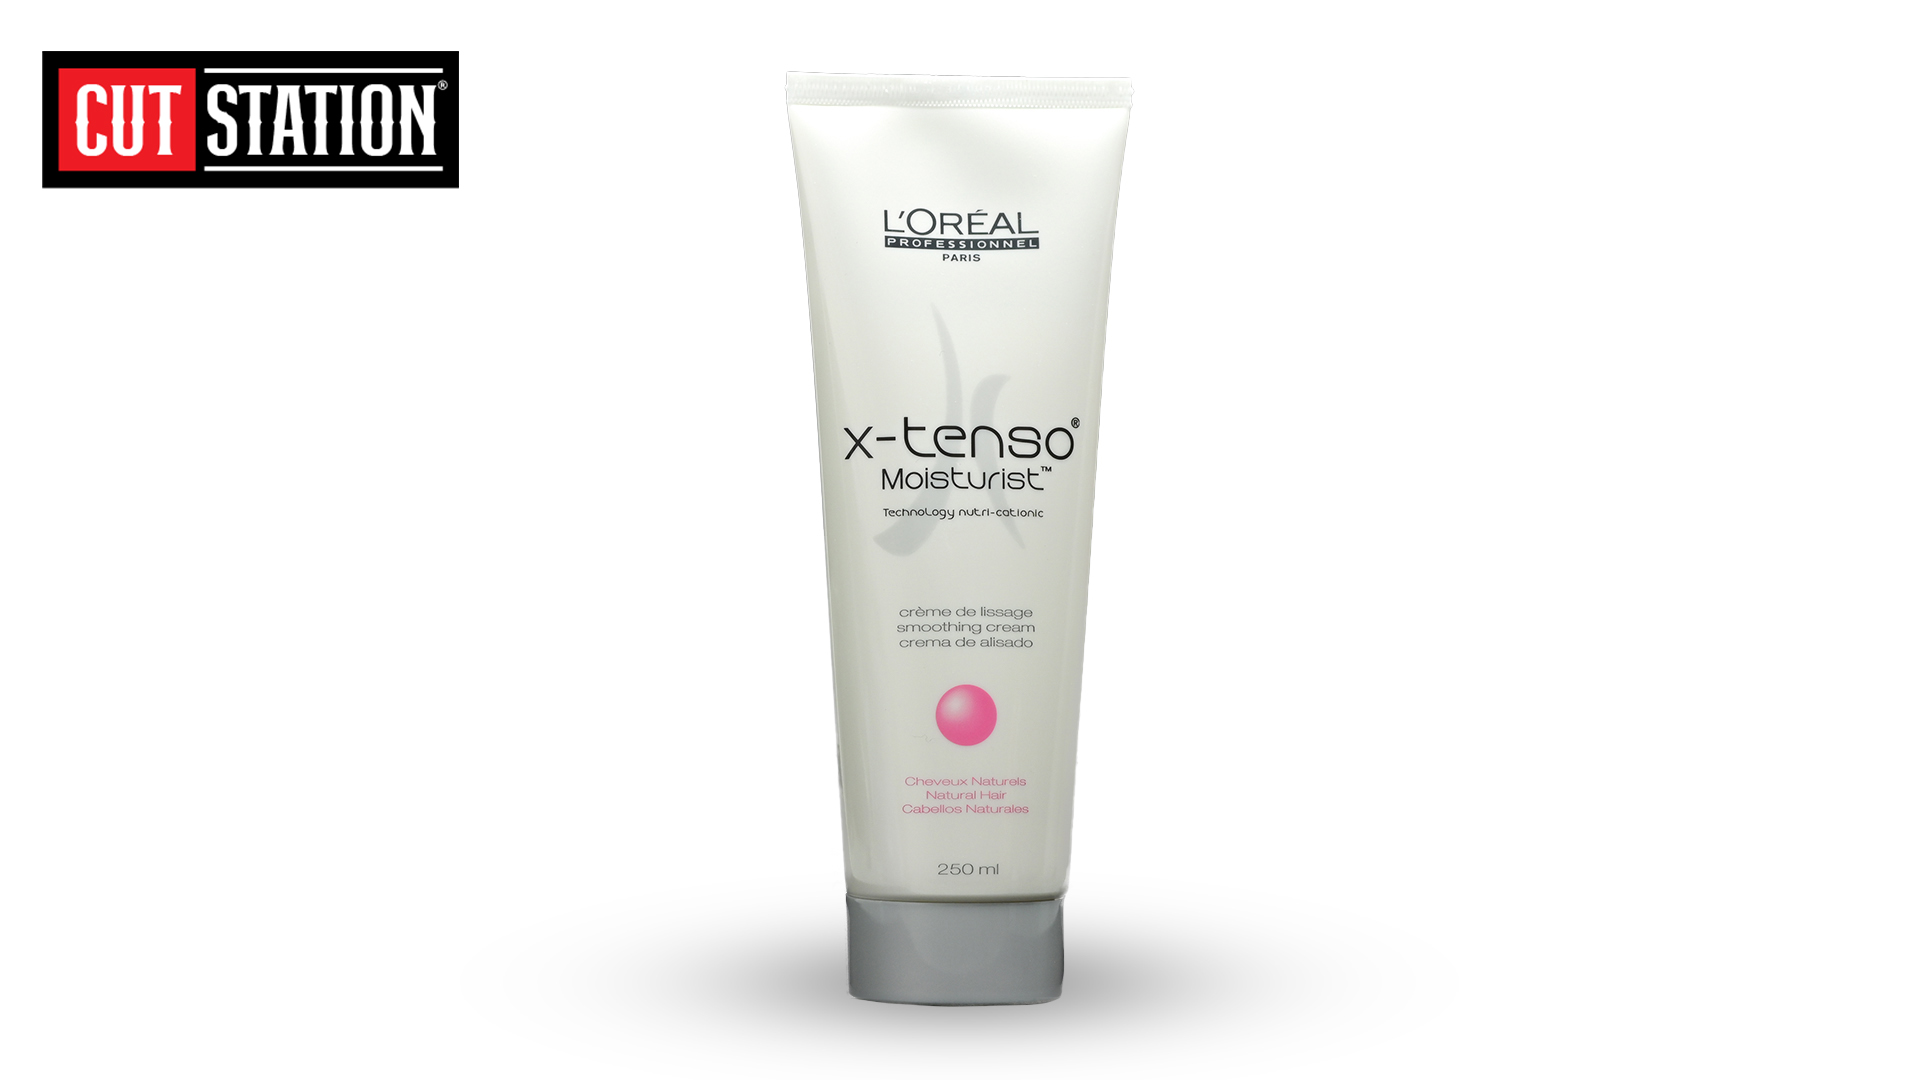 CUT STATION®
L'ORÉAL
PROFESSIONNEL
PARIS
x-tenso®
Moisturist™
Technology nutri-cationic
crème de lissage
smoothing cream
crema de alisado
Cheveux Naturels
Natural Hair
Cabellos Naturales
250 ml